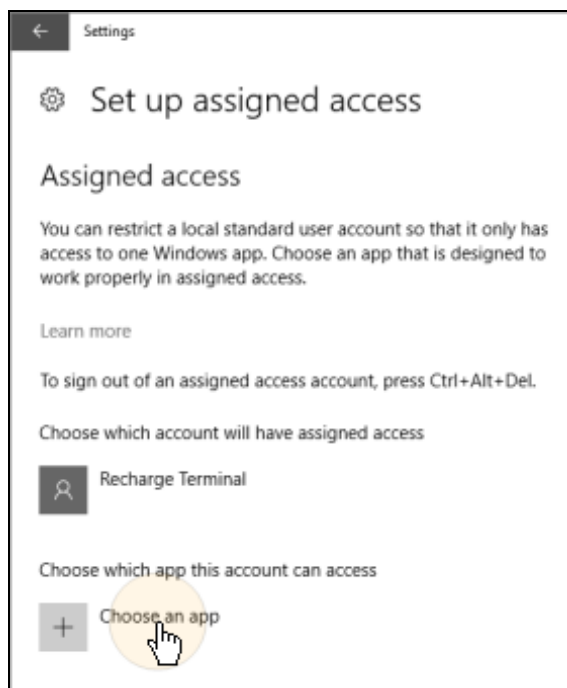 Settings
Set up assigned access
Assigned access
You can restrict a local standard user account so that it only has
access to one Windows app. Choose an app that is designed to
work properly in assigned access.
Learn more
To sign out of an assigned access account, press Ctrl+Alt+Del.
Choose which account will have assigned access
Recharge Terminal
Choose which app this account can access
Choose an app